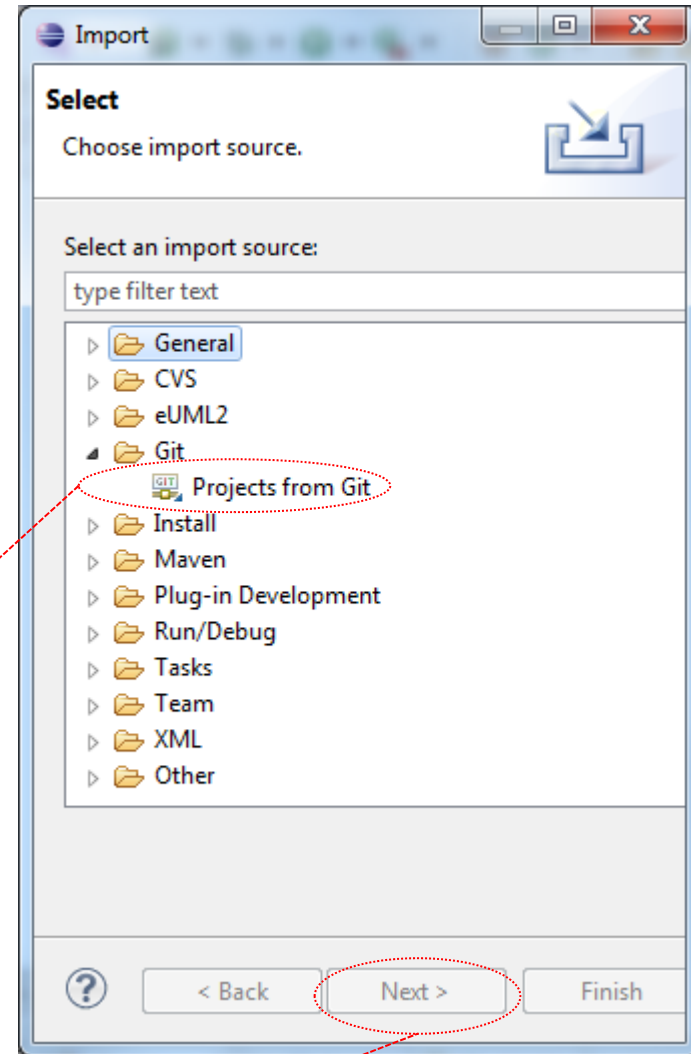 Import
Select
Choose import source.
Select an import source:
type filter text
General
CVS
eUML2
Git
GIT Projects from Git
Install
Maven
Plug-in Development
Run/Debug
Tasks
Team
XML
Other
? < Back Next > Finish